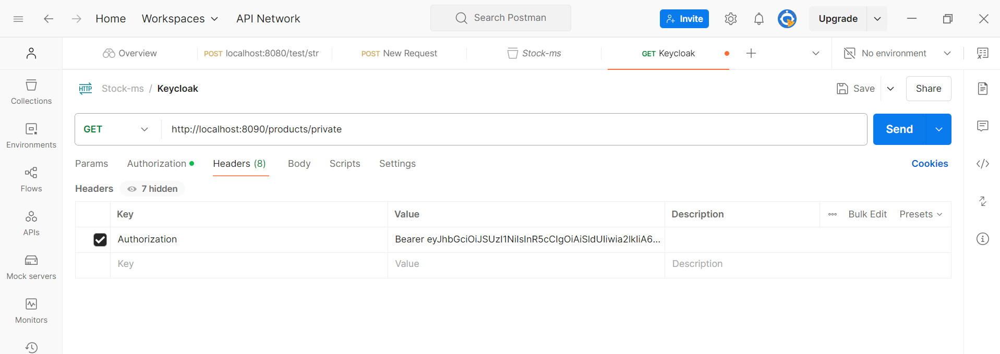 Home Workspaces API Network Search Postman Invite Upgrade
Overview POST localhost:8080/test/str POST New Request Stock-ms GET Keycloak No environment
HTTP Stock-ms / Keycloak Save Share
Collections
GET http://localhost:8090/products/private Send
Environments
Params Authorization Headers (8) Body Scripts Settings Cookies
Flows
Headers 7 hidden
Key Value Description Bulk Edit Presets
APIs
Authorization Bearer eyJhbGciOiJSUzI1NiIsInR5cCIgOiAiSldUIiwia2lkIiA6...
Key Value Description
Mock servers
Monitors